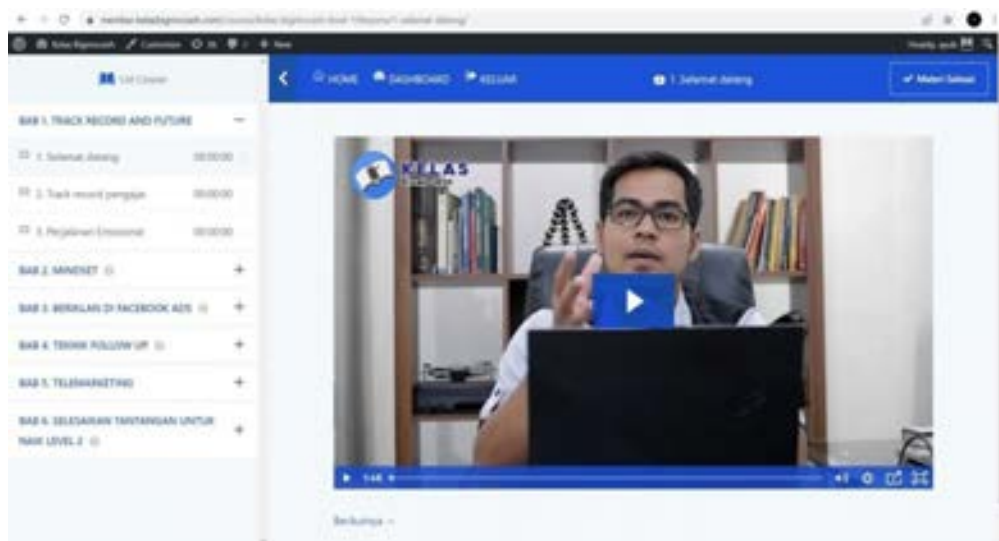 Customize
+ New
List Course
HOME DASHBOARD KELUAR
1. Selamat datang
Materi Selesai
BAB 1. TRACK RECORD AND FUTURE
1. Selamat datang 00:00:00
2. Track record pengajar 00:00:00
3. Perjalanan Emosional 00:00:00
BAB 2. MINDSET
BAB 3. BERIKLAN DI FACEBOOK ADS
BAB 4. TEKNIK FOLLOW UP
BAB 5. TELEMARKETING
BAB 6. SELESAIKAN TANTANGAN UNTUK
NAIK LEVEL 2
KELAS
Berikutnya